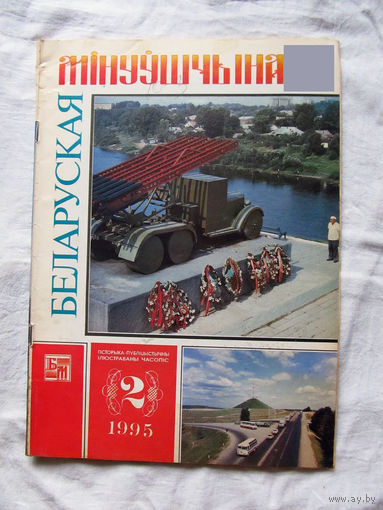 БЕЛАРУСКАЯ
МІНУЎШЧЫНА
БМ
ГІСТОРЫКА-ПУБЛІЦЫСТЫЧНЫ
ІЛЮСТРАВАНЫ ЧАСОПІС
2
1995
www.ay.by